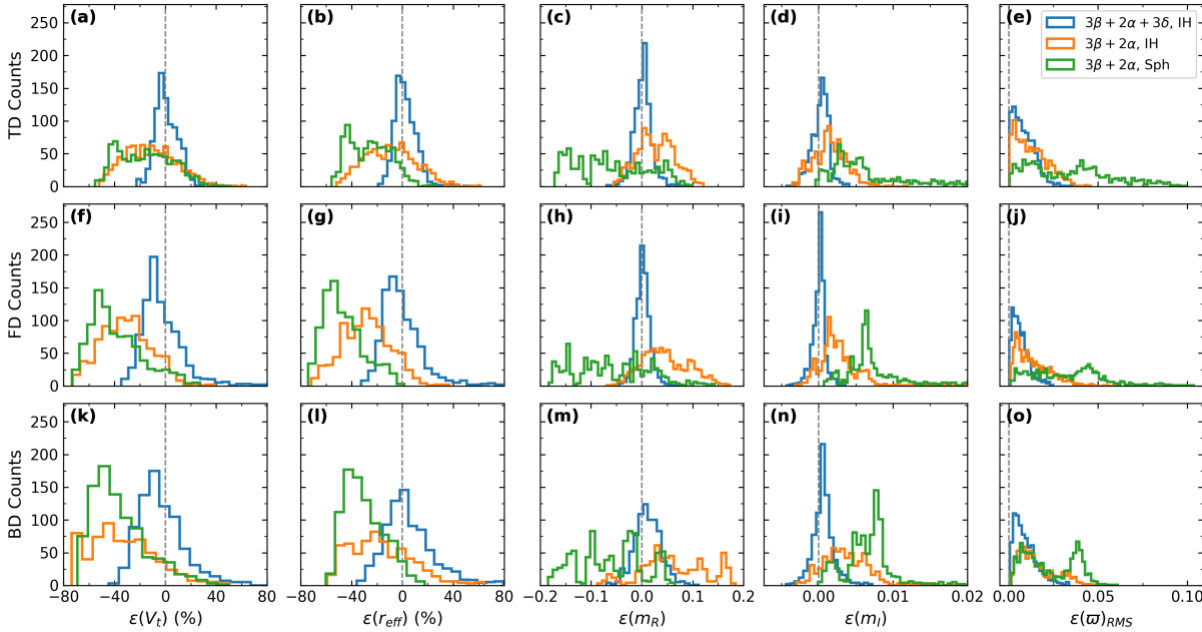 (a) (b) (c) (d) (e)
3β + 2α + 3δ, IH
3β + 2α, IH
3β + 2α, Sph
TD Counts
250
200
150
100
50
0
(f) (g) (h) (i) (j)
FD Counts
250
200
150
100
50
0
(k) (l) (m) (n) (o)
BD Counts
250
200
150
100
50
0
−80 −40 0 40 80
−80 −40 0 40 80
−0.2 −0.1 0.0 0.1 0.2
0.00 0.01 0.02
0.00 0.05 0.10
ε(V_t) (%)
ε(r_eff) (%)
ε(m_R)
ε(m_I)
ε(ϖ)_RMS